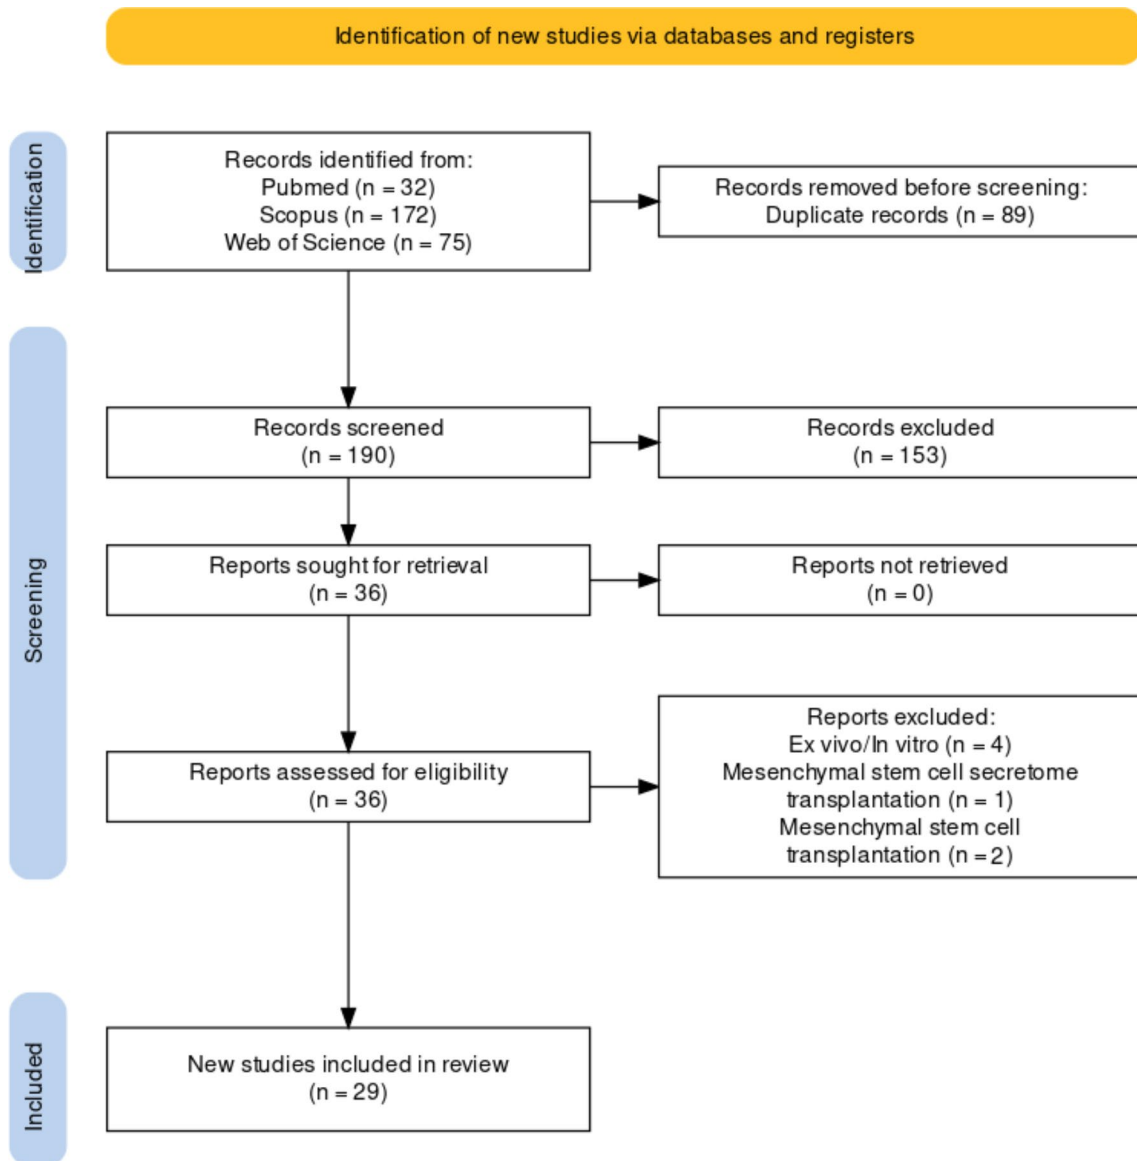 Identification of new studies via databases and registers
Identification
Records identified from:
Pubmed (n = 32)
Scopus (n = 172)
Web of Science (n = 75)
Records removed before screening:
Duplicate records (n = 89)
Screening
Records screened
(n = 190)
Records excluded
(n = 153)
Reports sought for retrieval
(n = 36)
Reports not retrieved
(n = 0)
Reports assessed for eligibility
(n = 36)
Reports excluded:
Ex vivo/In vitro (n = 4)
Mesenchymal stem cell secretome
transplantation (n = 1)
Mesenchymal stem cell
transplantation (n = 2)
Included
New studies included in review
(n = 29)